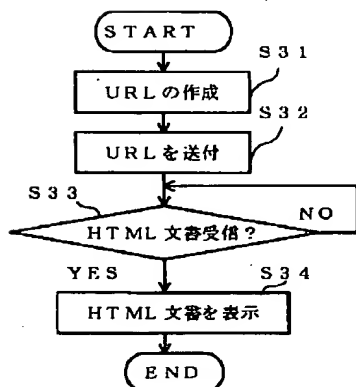 START
S31
URLの作成
S32
URLを送付
S33
NO
HTML文書受信?
YES
S34
HTML文書を表示
END